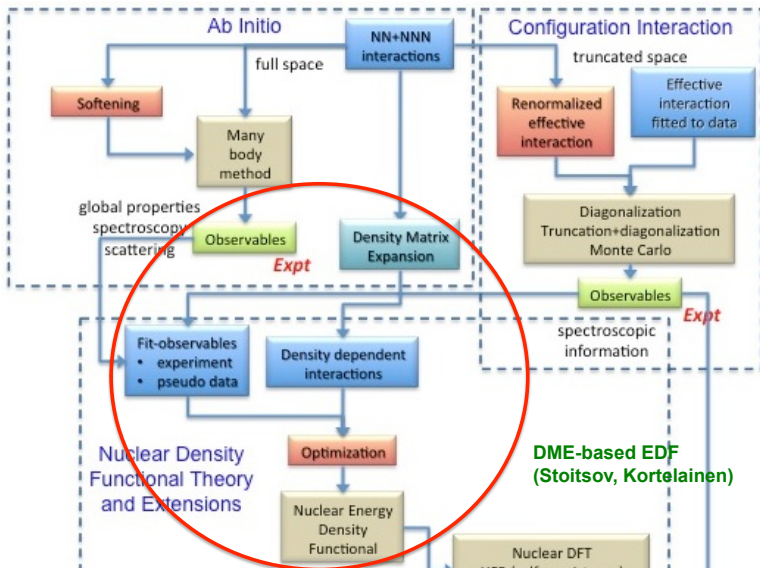 Ab Initio
Configuration Interaction
NN+NNN
interactions
full space
truncated space
Softening
Many
body
method
Renormalized
effective
interaction
Effective
interaction
fitted to data
global properties
spectroscopy
scattering
Observables
Expt
Density Matrix
Expansion
Diagonalization
Truncation+diagonalization
Monte Carlo
Observables
Expt
spectroscopic
information
Fit-observables
• experiment
• pseudo data
Density dependent
interactions
Optimization
Nuclear Density
Functional Theory
and Extensions
DME-based EDF
(Stoitsov, Kortelainen)
Nuclear Energy
Density
Functional
Nuclear DFT